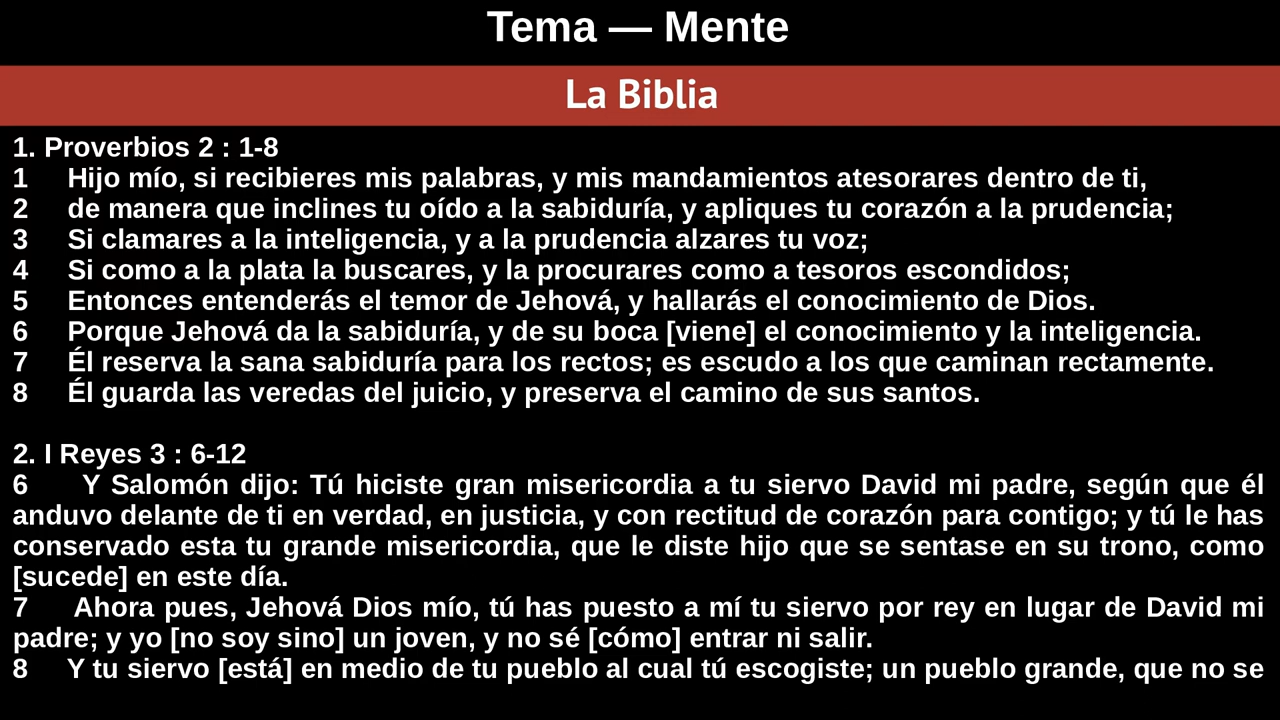 Tema — Mente
La Biblia
1. Proverbios 2 : 1-8
1 Hijo mío, si recibieres mis palabras, y mis mandamientos atesorares dentro de ti,
2 de manera que inclines tu oído a la sabiduría, y apliques tu corazón a la prudencia;
3 Si clamares a la inteligencia, y a la prudencia alzares tu voz;
4 Si como a la plata la buscares, y la procurares como a tesoros escondidos;
5 Entonces entenderás el temor de Jehová, y hallarás el conocimiento de Dios.
6 Porque Jehová da la sabiduría, y de su boca [viene] el conocimiento y la inteligencia.
7 Él reserva la sana sabiduría para los rectos; es escudo a los que caminan rectamente.
8 Él guarda las veredas del juicio, y preserva el camino de sus santos.
2. I Reyes 3 : 6-12
6 Y Salomón dijo: Tú hiciste gran misericordia a tu siervo David mi padre, según que él
anduvo delante de ti en verdad, en justicia, y con rectitud de corazón para contigo; y tú le has
conservado esta tu grande misericordia, que le diste hijo que se sentase en su trono, como
[sucede] en este día.
7 Ahora pues, Jehová Dios mío, tú has puesto a mí tu siervo por rey en lugar de David mi
padre; y yo [no soy sino] un joven, y no sé [cómo] entrar ni salir.
8 Y tu siervo [está] en medio de tu pueblo al cual tú escogiste; un pueblo grande, que no se